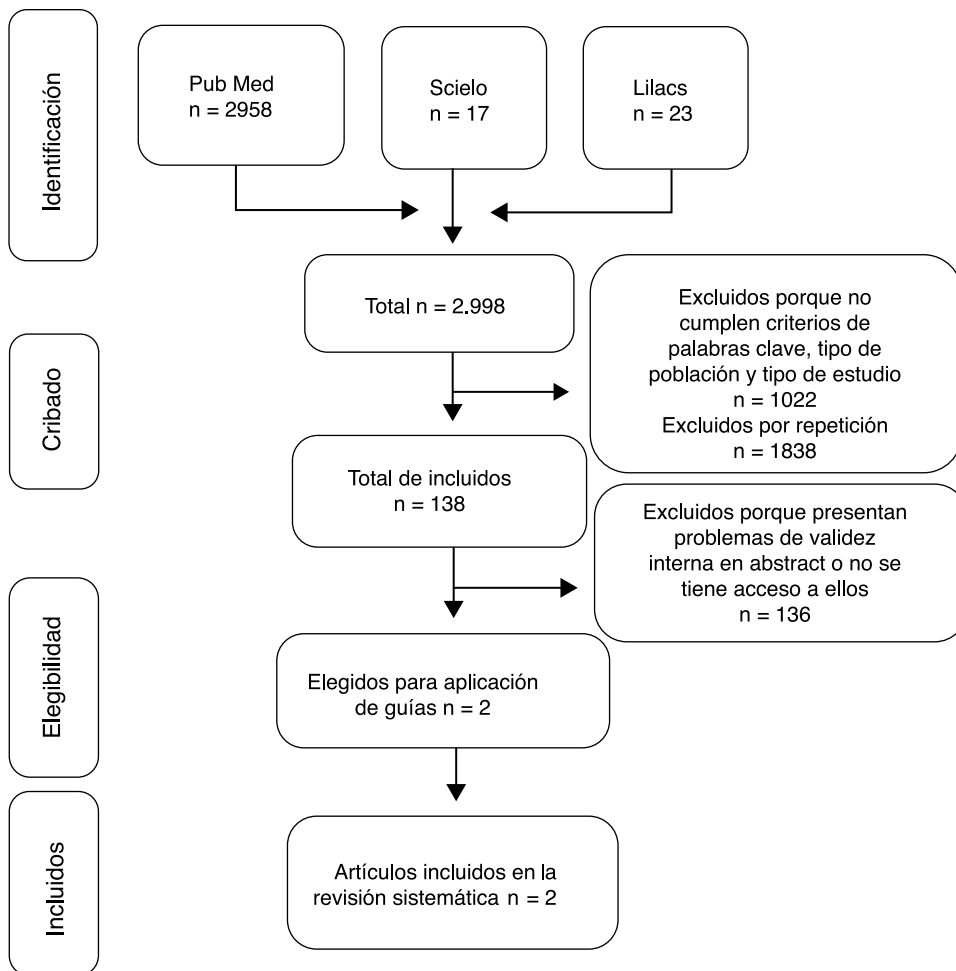 Identificación
Pub Med
n = 2958
Scielo
n = 17
Lilacs
n = 23
Total n = 2.998
Excluidos porque no
cumplen criterios de
palabras clave, tipo de
población y tipo de estudio
n = 1022
Excluidos por repetición
n = 1838
Cribado
Total de incluidos
n = 138
Excluidos porque presentan
problemas de validez
interna en abstract o no se
tiene acceso a ellos
n = 136
Elegibilidad
Elegidos para aplicación
de guías n = 2
Incluidos
Artículos incluidos en la
revisión sistemática n = 2